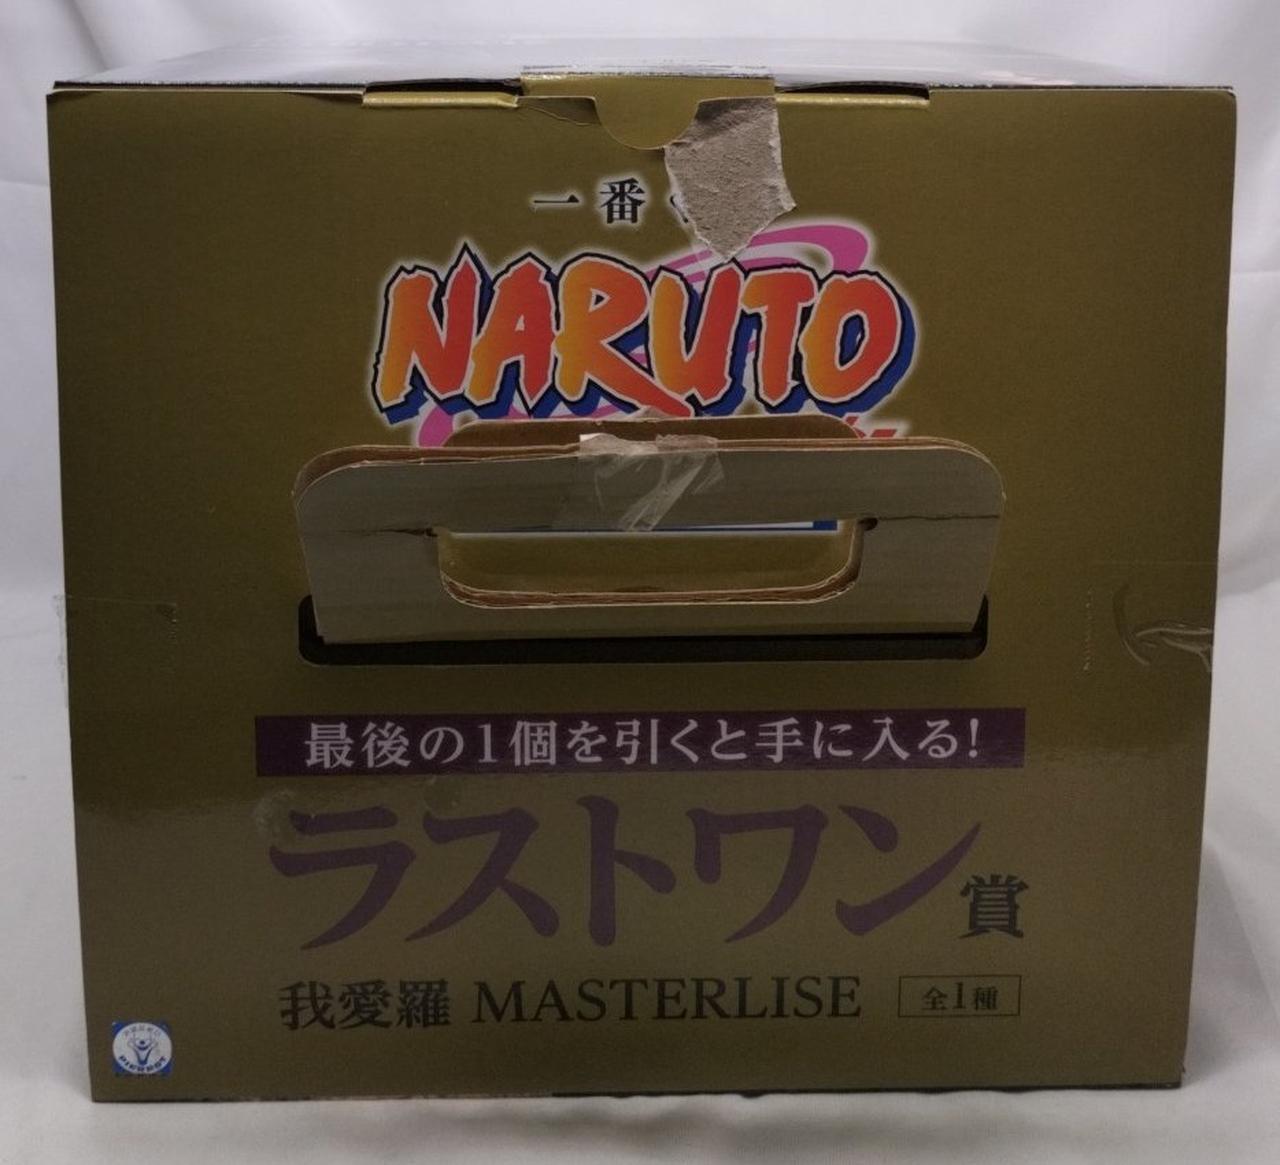 一番
NARUTO
最後の1個を引くと手に入る!
ラストワン賞
我愛羅 MASTERLISE 全1種
PIERROT